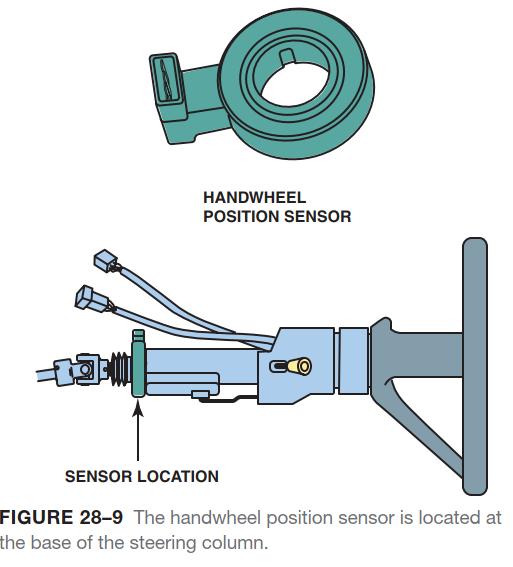 HANDWHEEL
POSITION SENSOR
SENSOR LOCATION
FIGURE 28–9 The handwheel position sensor is located at
the base of the steering column.